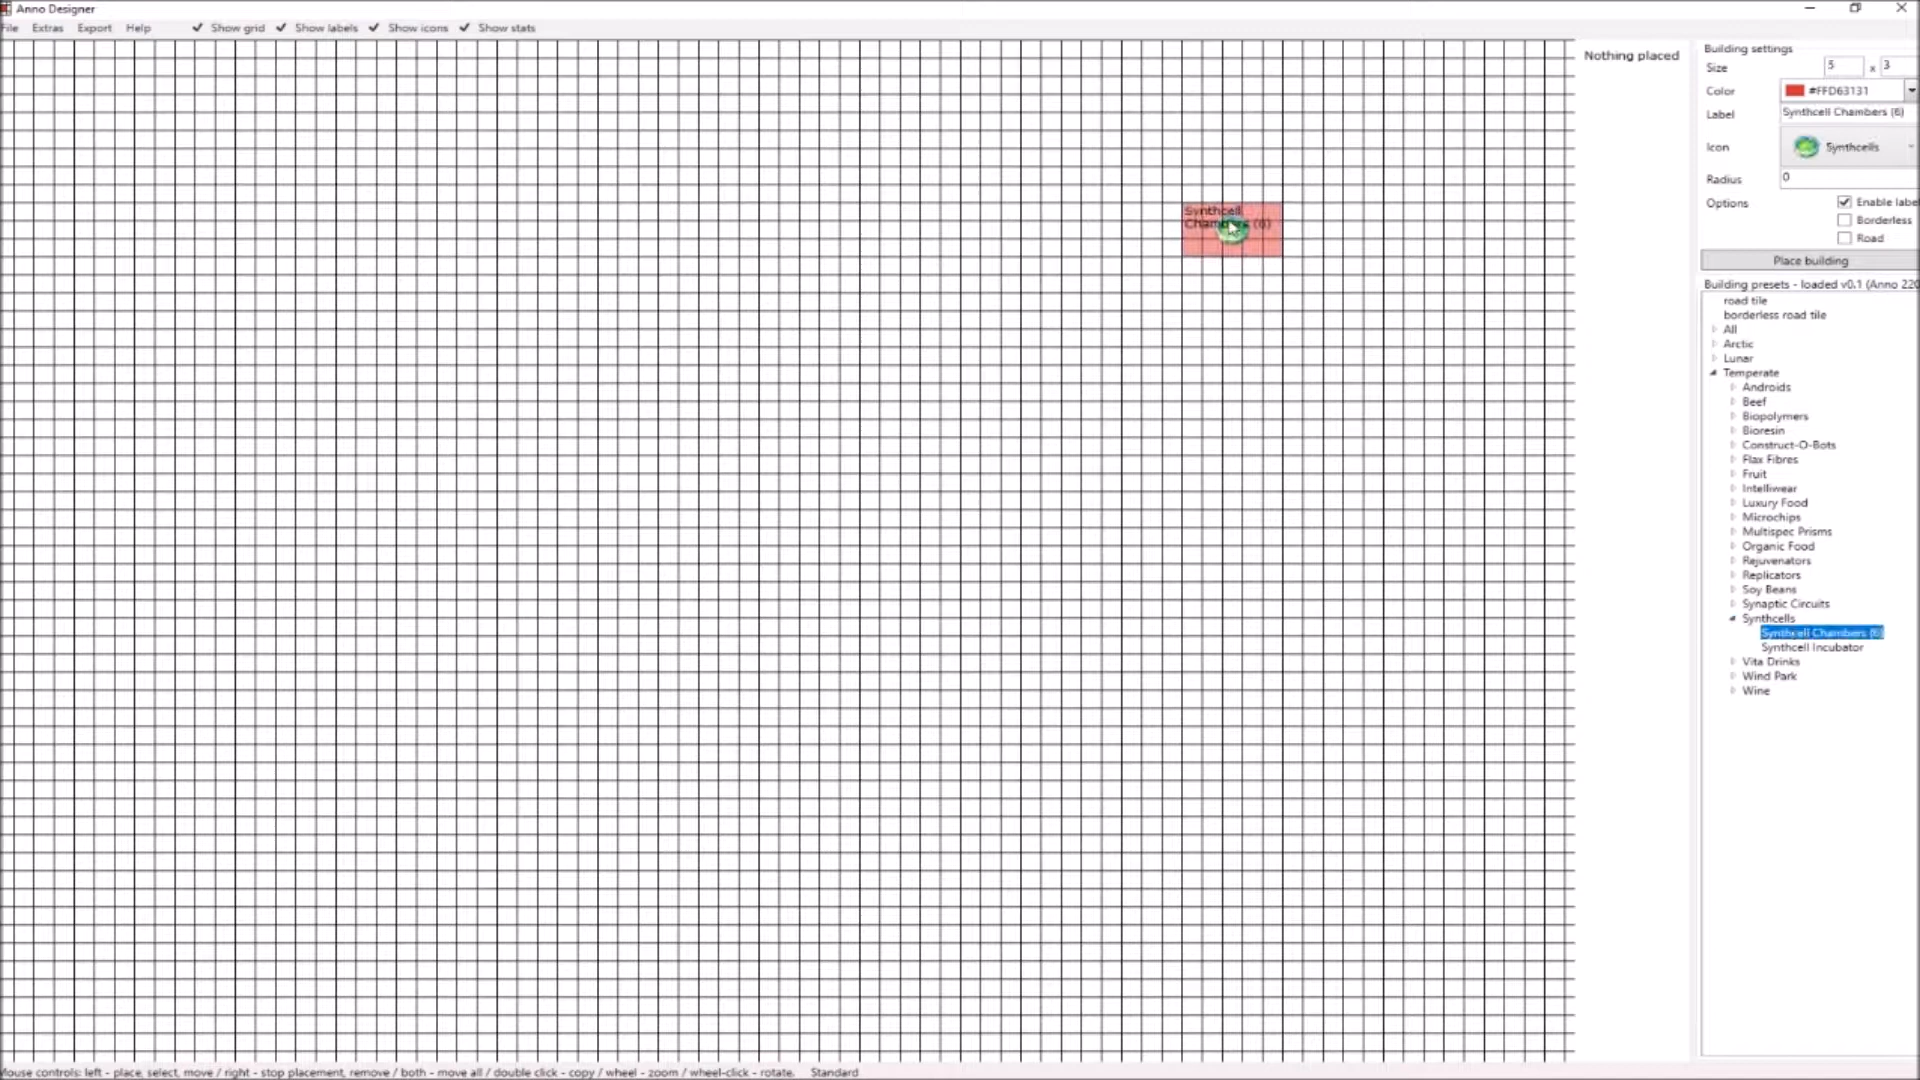 Anno Designer
File Extras Export Help Show grid Show labels Show icons Show stats
Nothing placed
Building settings
Size 5 x 3
Color #FFD63131
Label Synthcell Chambers (6)
Icon Synthcells
Radius 0
Options Enable label
Borderless
Road
Place building
Building presets - loaded v0.1 (Anno 220
road tile
borderless road tile
All
Arctic
Lunar
Temperate
Androids
Beef
Biopolymers
Bioresin
Construct-O-Bots
Flax Fibres
Fruit
Intelliwear
Luxury Food
Microchips
Multispec Prisms
Organic Food
Rejuvenators
Replicators
Soy Beans
Synaptic Circuits
Synthcells
Synthcell Chambers (6)
Synthcell Incubator
Vita Drinks
Wind Park
Wine
Synthcell
Chambers (6)
Mouse controls: left - place, select, move / right - stop placement, remove / both - move all / double click - copy / wheel - zoom / wheel-click - rotate. Standard